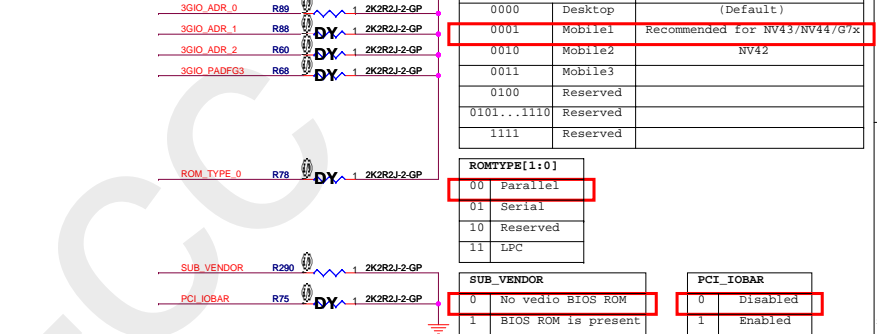 3GIO_ADR_0 R89 1 2K2R2J-2-GP
3GIO_ADR_1 R88 DY 1 2K2R2J-2-GP
3GIO_ADR_2 R60 DY 1 2K2R2J-2-GP
3GIO_PADFG3 R68 DY 1 2K2R2J-2-GP
ROM_TYPE_0 R78 DY 1 2K2R2J-2-GP
SUB_VENDOR R290 1 2K2R2J-2-GP
PCI_IOBAR R75 DY 1 2K2R2J-2-GP
0000 Desktop (Default)
0001 Mobile1 Recommended for NV43/NV44/G7x
0010 Mobile2 NV42
0011 Mobile3
0100 Reserved
0101...1110 Reserved
1111 Reserved
ROMTYPE[1:0]
00 Parallel
01 Serial
10 Reserved
11 LPC
SUB_VENDOR
0 No vedio BIOS ROM
1 BIOS ROM is present
PCI_IOBAR
0 Disabled
1 Enabled